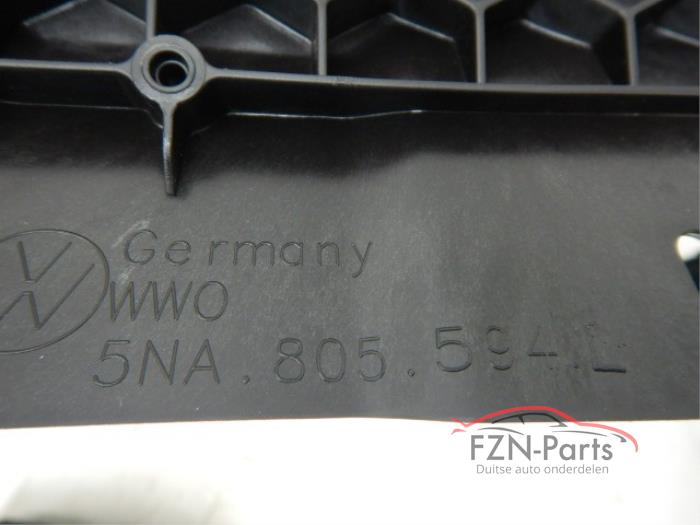 Germany
WWO
5NA.805.594.L
FZN-Parts
Duitse auto onderdelen